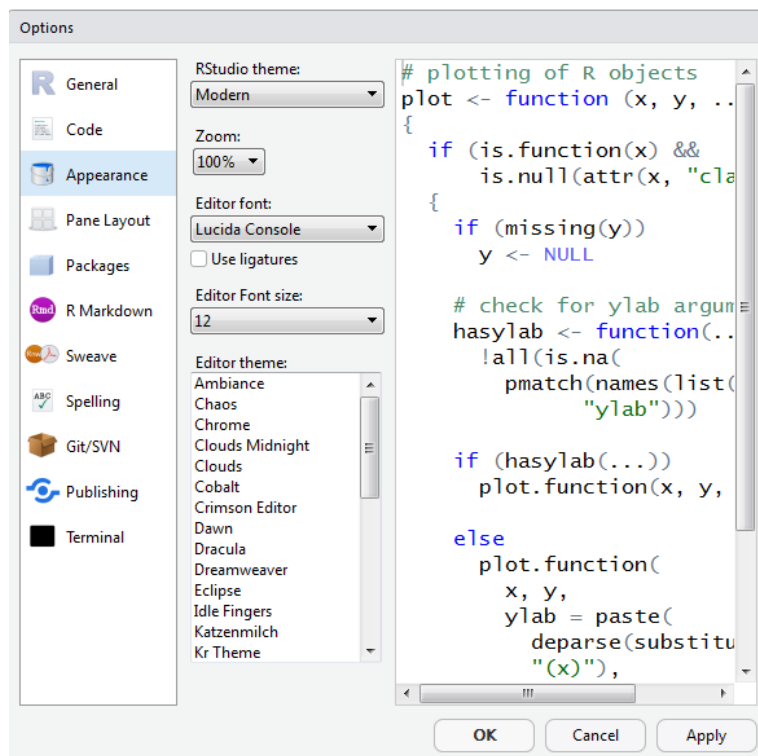 Options
General
Code
Appearance
Pane Layout
Packages
Rmd R Markdown
Sweave
ABC Spelling
Git/SVN
Publishing
Terminal
RStudio theme:
Modern
Zoom:
100%
Editor font:
Lucida Console
Use ligatures
Editor Font size:
12
Editor theme:
Ambiance
Chaos
Chrome
Clouds Midnight
Clouds
Cobalt
Crimson Editor
Dawn
Dracula
Dreamweaver
Eclipse
Idle Fingers
Katzenmilch
Kr Theme
# plotting of R objects
plot <- function (x, y, ..
{
  if (is.function(x) &&
      is.null(attr(x, "cla
  {
    if (missing(y))
      y <- NULL
    # check for ylab argum
    hasylab <- function(..
      !all(is.na(
        pmatch(names(list(
              "ylab")))
    if (hasylab(...))
      plot.function(x, y,
    else
      plot.function(
        x, y,
        ylab = paste(
          deparse(substitu
          "(x)"),
OK
Cancel
Apply